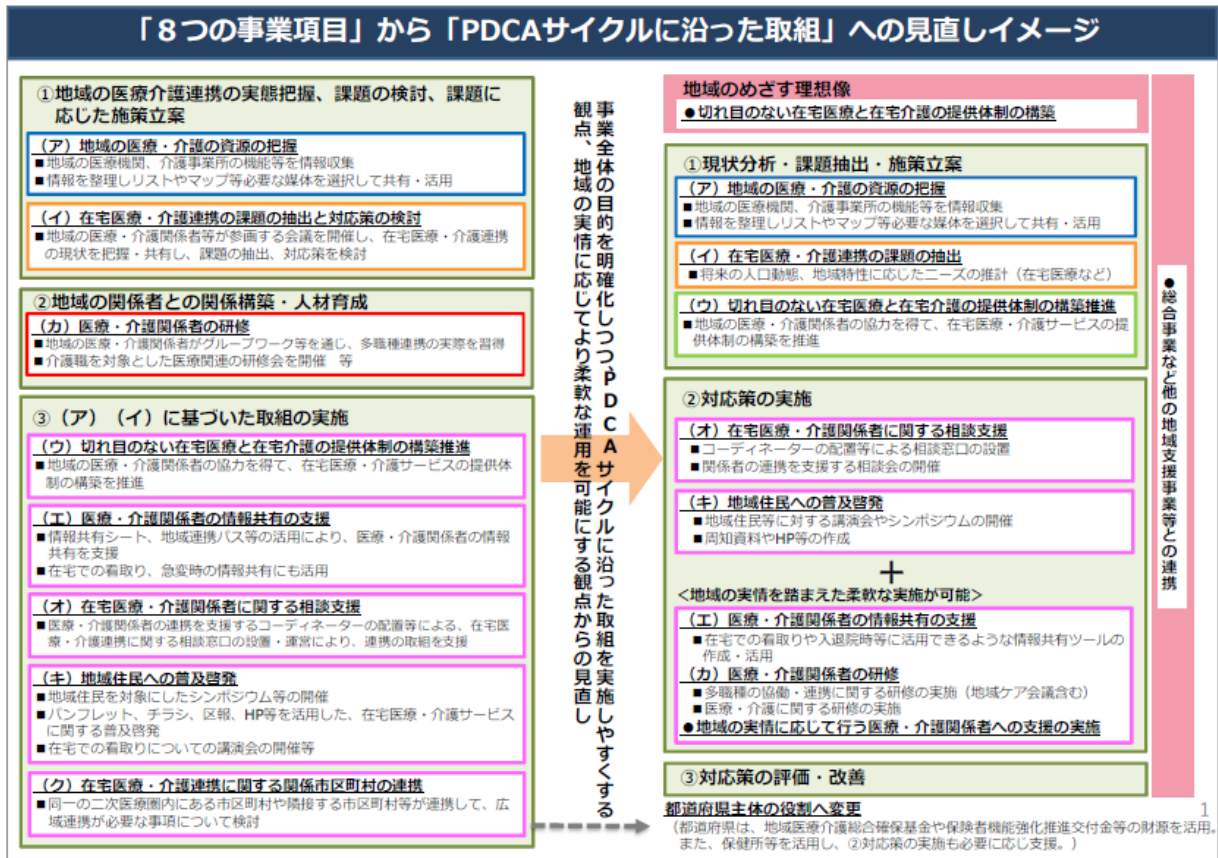 「８つの事業項目」から「PDCAサイクルに沿った取組」への見直しイメージ
①地域の医療介護連携の実態把握、課題の検討、課題に
応じた施策立案
（ア）地域の医療・介護の資源の把握
■地域の医療機関、介護事業所の機能等を情報収集
■情報を整理しリストやマップ等必要な媒体を選択して共有・活用
（イ）在宅医療・介護連携の課題の抽出と対応策の検討
■地域の医療・介護関係者等が参画する会議を開催し、在宅医療・介護連携
の現状を把握・共有し、課題の抽出、対応策を検討
②地域の関係者との関係構築・人材育成
（カ）医療・介護関係者の研修
■地域の医療・介護関係者がグループワーク等を通じ、多職種連携の実際を習得
■介護職を対象とした医療関連の研修会を開催　等
③（ア）（イ）に基づいた取組の実施
（ウ）切れ目のない在宅医療と在宅介護の提供体制の構築推進
■地域の医療・介護関係者の協力を得て、在宅医療・介護サービスの提供体
制の構築を推進
（エ）医療・介護関係者の情報共有の支援
■情報共有シート、地域連携パス等の活用により、医療・介護関係者の情報
共有を支援
■在宅での看取り、急変時の情報共有にも活用
（オ）在宅医療・介護関係者に関する相談支援
■医療・介護関係者の連携を支援するコーディネーターの配置等による、在宅医
療・介護連携に関する相談窓口の設置・運営により、連携の取組を支援
（キ）地域住民への普及啓発
■地域住民を対象にしたシンポジウム等の開催
■パンフレット、チラシ、区報、HP等を活用した、在宅医療・介護サービス
に関する普及啓発
■在宅での看取りについての講演会の開催等
（ク）在宅医療・介護連携に関する関係市区町村の連携
■同一の二次医療圏内にある市区町村や隣接する市区町村等が連携して、広
域連携が必要な事項について検討
事業全体の目的を明確化しつつ、PDCAサイクルに沿った取組を実施しやすくする
観点、地域の実情に応じてより柔軟な運用を可能にする観点からの見直し
地域のめざす理想像
●切れ目のない在宅医療と在宅介護の提供体制の構築
①現状分析・課題抽出・施策立案
（ア）地域の医療・介護の資源の把握
■地域の医療機関、介護事業所の機能等を情報収集
■情報を整理しリストやマップ等必要な媒体を選択して共有・活用
（イ）在宅医療・介護連携の課題の抽出
■将来の人口動態、地域特性に応じたニーズの推計（在宅医療など）
（ウ）切れ目のない在宅医療と在宅介護の提供体制の構築推進
■地域の医療・介護関係者の協力を得て、在宅医療・介護サービスの提
供体制の構築を推進
②対応策の実施
（オ）在宅医療・介護関係者に関する相談支援
■コーディネーターの配置等による相談窓口の設置
■関係者の連携を支援する相談会の開催
（キ）地域住民への普及啓発
■地域住民等に対する講演会やシンポジウムの開催
■周知資料やHP等の作成
＋
＜地域の実情を踏まえた柔軟な実施が可能＞
（エ）医療・介護関係者の情報共有の支援
■在宅での看取りや入退院時等に活用できるような情報共有ツールの
作成・活用
（カ）医療・介護関係者の研修
■多職種の協働・連携に関する研修の実施（地域ケア会議含む）
■医療・介護に関する研修の実施
●地域の実情に応じて行う医療・介護関係者への支援の実施
③対応策の評価・改善
●総合事業など他の地域支援事業等との連携
都道府県主体の役割へ変更
（都道府県は、地域医療介護総合確保基金や保険者機能強化推進交付金等の財源を活用。
また、保健所等を活用し、②対応策の実施も必要に応じ支援。）
1